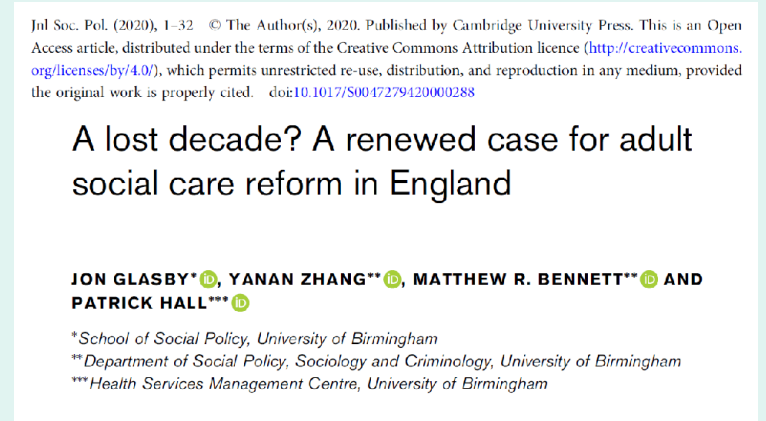 Jnl Soc. Pol. (2020), 1–32 © The Author(s), 2020. Published by Cambridge University Press. This is an Open
Access article, distributed under the terms of the Creative Commons Attribution licence (http://creativecommons.
org/licenses/by/4.0/), which permits unrestricted re-use, distribution, and reproduction in any medium, provided
the original work is properly cited. doi:10.1017/S0047279420000288
A lost decade? A renewed case for adult
social care reform in England
JON GLASBY* iD, YANAN ZHANG** iD, MATTHEW R. BENNETT** iD AND
PATRICK HALL*** iD
*School of Social Policy, University of Birmingham
**Department of Social Policy, Sociology and Criminology, University of Birmingham
***Health Services Management Centre, University of Birmingham